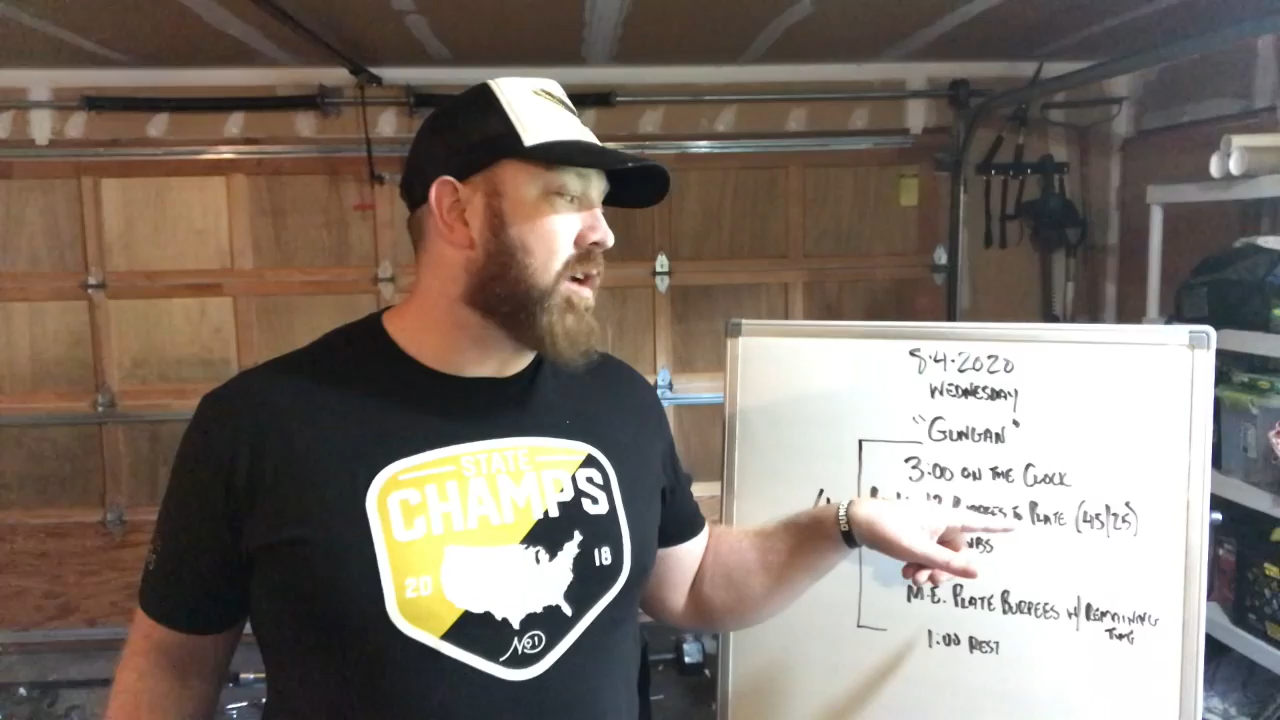 STATE
CHAMPS
20 18
No1
8.4.2020
WEDNESDAY
"GUNGAN"
3:00 ON THE CLOCK
12 BURPEES TO PLATE (45/25)
M.E. PLATE BURPEES W/ REMAINING
TIME
1:00 REST